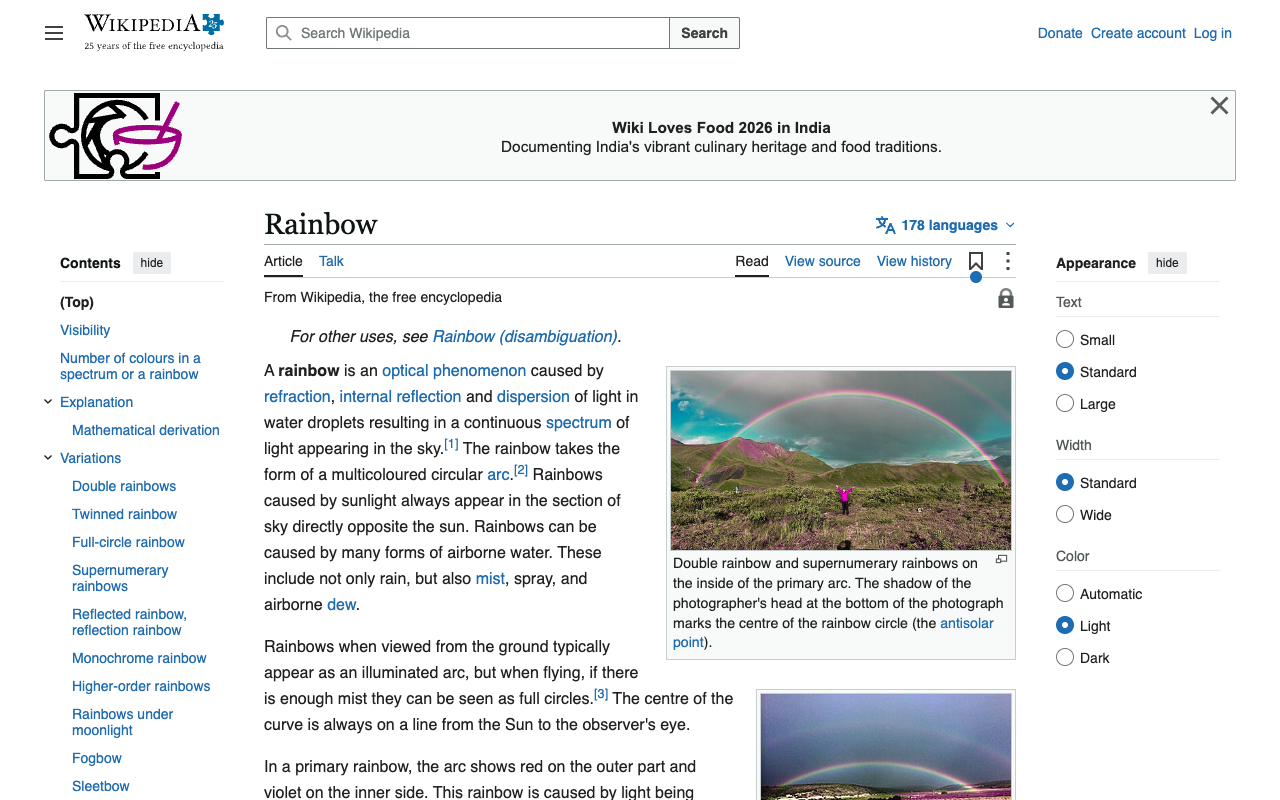 WIKIPEDIA 25
25 years of the free encyclopedia
Search Wikipedia
Search
Donate Create account Log in
Wiki Loves Food 2026 in India
Documenting India's vibrant culinary heritage and food traditions.
Rainbow
178 languages
Contents hide
(Top)
Visibility
Number of colours in a
spectrum or a rainbow
Explanation
Mathematical derivation
Variations
Double rainbows
Twinned rainbow
Full-circle rainbow
Supernumerary
rainbows
Reflected rainbow,
reflection rainbow
Monochrome rainbow
Higher-order rainbows
Rainbows under
moonlight
Fogbow
Sleetbow
Article Talk
Read View source View history
From Wikipedia, the free encyclopedia
For other uses, see Rainbow (disambiguation).
A rainbow is an optical phenomenon caused by
refraction, internal reflection and dispersion of light in
water droplets resulting in a continuous spectrum of
light appearing in the sky.[1] The rainbow takes the
form of a multicoloured circular arc.[2] Rainbows
caused by sunlight always appear in the section of
sky directly opposite the sun. Rainbows can be
caused by many forms of airborne water. These
include not only rain, but also mist, spray, and
airborne dew.
Double rainbow and supernumerary rainbows on
the inside of the primary arc. The shadow of the
photographer's head at the bottom of the photograph
marks the centre of the rainbow circle (the antisolar
point).
Rainbows when viewed from the ground typically
appear as an illuminated arc, but when flying, if there
is enough mist they can be seen as full circles.[3] The centre of the
curve is always on a line from the Sun to the observer's eye.
In a primary rainbow, the arc shows red on the outer part and
violet on the inner side. This rainbow is caused by light being
Appearance hide
Text
Small
Standard
Large
Width
Standard
Wide
Color
Automatic
Light
Dark